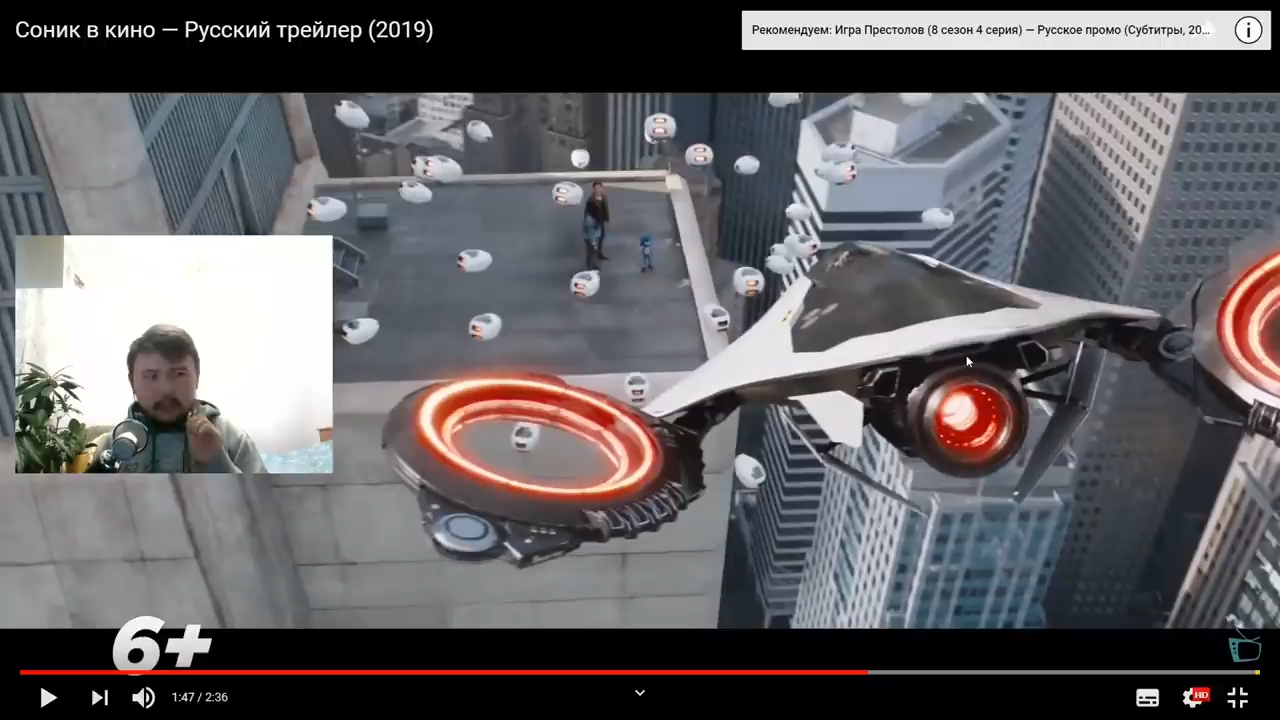 Соник в кино — Русский трейлер (2019)
Рекомендуем: Игра Престолов (8 сезон 4 серия) — Русское промо (Субтитры, 20...
6+
1:47 / 2:36
HD